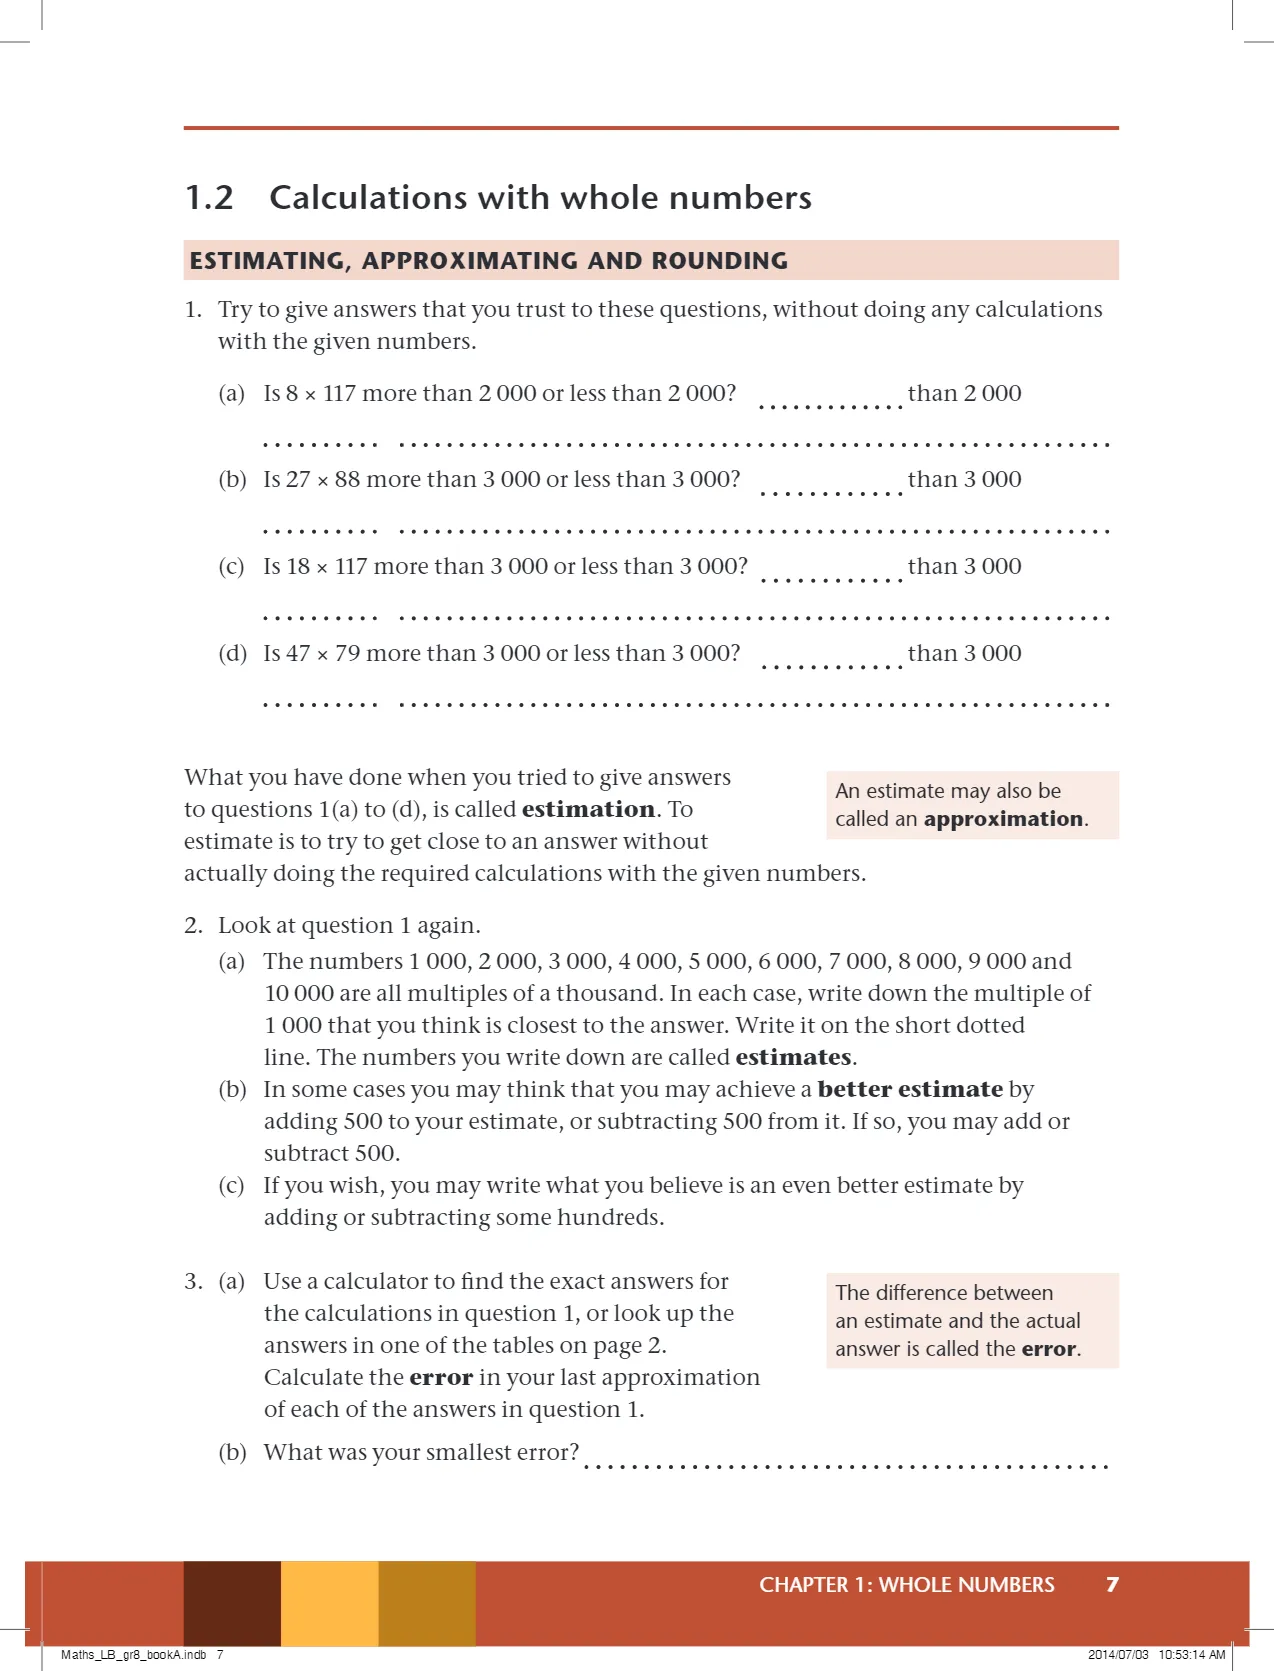 1.2 Calculations with whole numbers
ESTIMATING, APPROXIMATING AND ROUNDING
1. Try to give answers that you trust to these questions, without doing any calculations
with the given numbers.
(a) Is 8 × 117 more than 2 000 or less than 2 000? ............. than 2 000
.......... ............................................................
(b) Is 27 × 88 more than 3 000 or less than 3 000? ............ than 3 000
.......... ............................................................
(c) Is 18 × 117 more than 3 000 or less than 3 000? ............ than 3 000
.......... ............................................................
(d) Is 47 × 79 more than 3 000 or less than 3 000? ............ than 3 000
.......... ............................................................
What you have done when you tried to give answers
to questions 1(a) to (d), is called estimation. To
estimate is to try to get close to an answer without
actually doing the required calculations with the given numbers.
An estimate may also be
called an approximation.
2. Look at question 1 again.
(a) The numbers 1 000, 2 000, 3 000, 4 000, 5 000, 6 000, 7 000, 8 000, 9 000 and
10 000 are all multiples of a thousand. In each case, write down the multiple of
1 000 that you think is closest to the answer. Write it on the short dotted
line. The numbers you write down are called estimates.
(b) In some cases you may think that you may achieve a better estimate by
adding 500 to your estimate, or subtracting 500 from it. If so, you may add or
subtract 500.
(c) If you wish, you may write what you believe is an even better estimate by
adding or subtracting some hundreds.
3. (a) Use a calculator to find the exact answers for
the calculations in question 1, or look up the
answers in one of the tables on page 2.
Calculate the error in your last approximation
of each of the answers in question 1.
The difference between
an estimate and the actual
answer is called the error.
(b) What was your smallest error? ............................................
CHAPTER 1: WHOLE NUMBERS 7
Maths_LB_gr8_bookA.indb 7
2014/07/03 10:53:14 AM